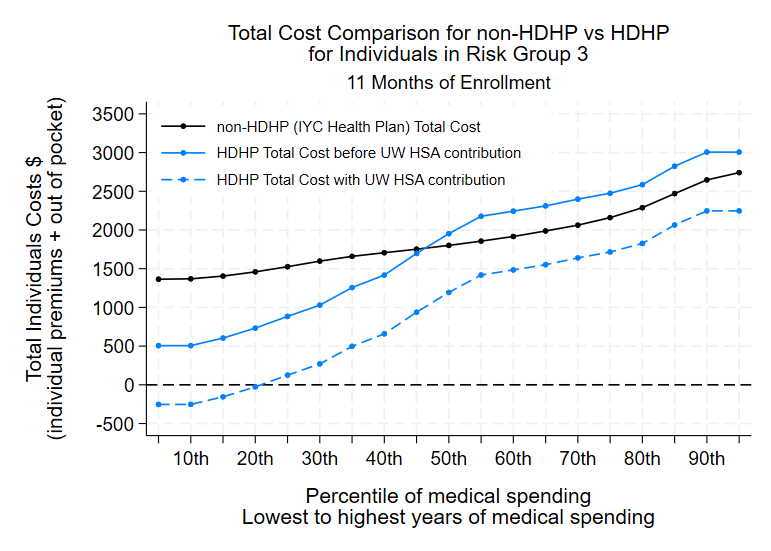 Total Cost Comparison for non-HDHP vs HDHP
for Individuals in Risk Group 3
11 Months of Enrollment
non-HDHP (IYC Health Plan) Total Cost
HDHP Total Cost before UW HSA contribution
HDHP Total Cost with UW HSA contribution
Total Individuals Costs $
(individual premiums + out of pocket)
3500
3000
2500
2000
1500
1000
500
0
-500
10th 20th 30th 40th 50th 60th 70th 80th 90th
Percentile of medical spending
Lowest to highest years of medical spending